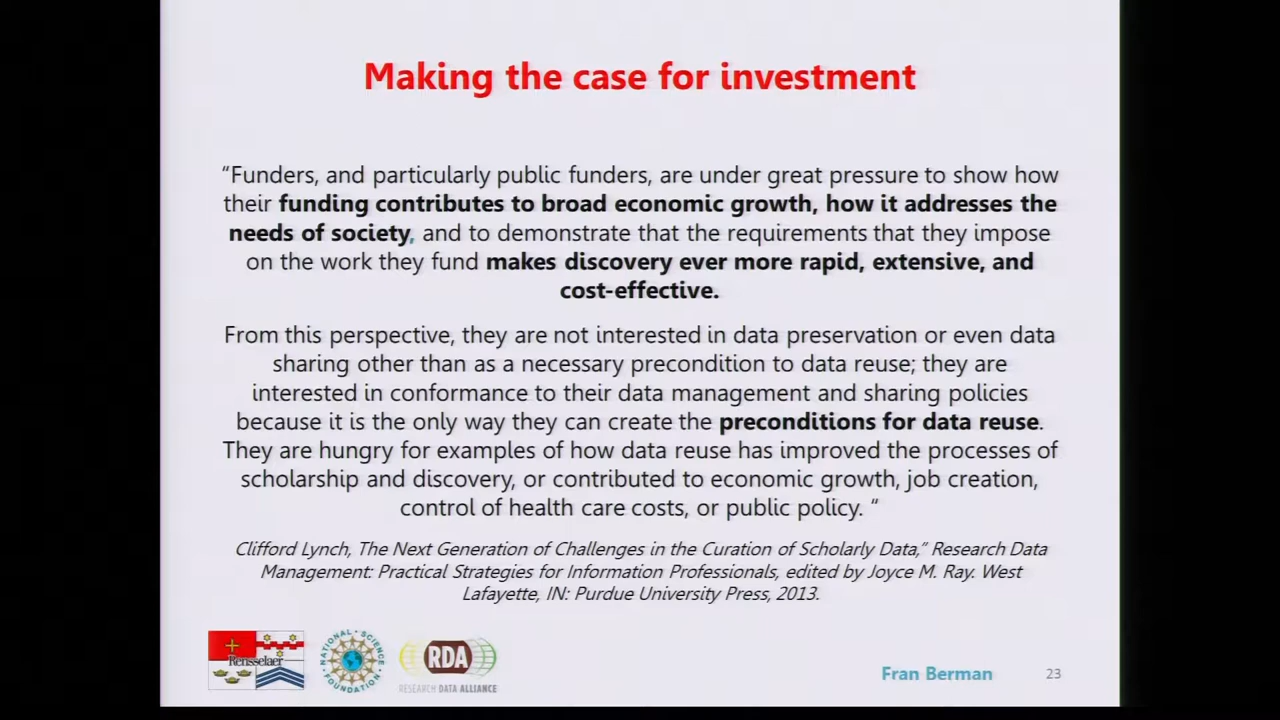 Making the case for investment
“Funders, and particularly public funders, are under great pressure to show how
their funding contributes to broad economic growth, how it addresses the
needs of society, and to demonstrate that the requirements that they impose
on the work they fund makes discovery ever more rapid, extensive, and
cost-effective.
From this perspective, they are not interested in data preservation or even data
sharing other than as a necessary precondition to data reuse; they are
interested in conformance to their data management and sharing policies
because it is the only way they can create the preconditions for data reuse.
They are hungry for examples of how data reuse has improved the processes of
scholarship and discovery, or contributed to economic growth, job creation,
control of health care costs, or public policy. “
Clifford Lynch, The Next Generation of Challenges in the Curation of Scholarly Data,” Research Data
Management: Practical Strategies for Information Professionals, edited by Joyce M. Ray. West
Lafayette, IN: Purdue University Press, 2013.
Rensselaer
NATIONAL SCIENCE FOUNDATION
RDA
RESEARCH DATA ALLIANCE
Fran Berman
23